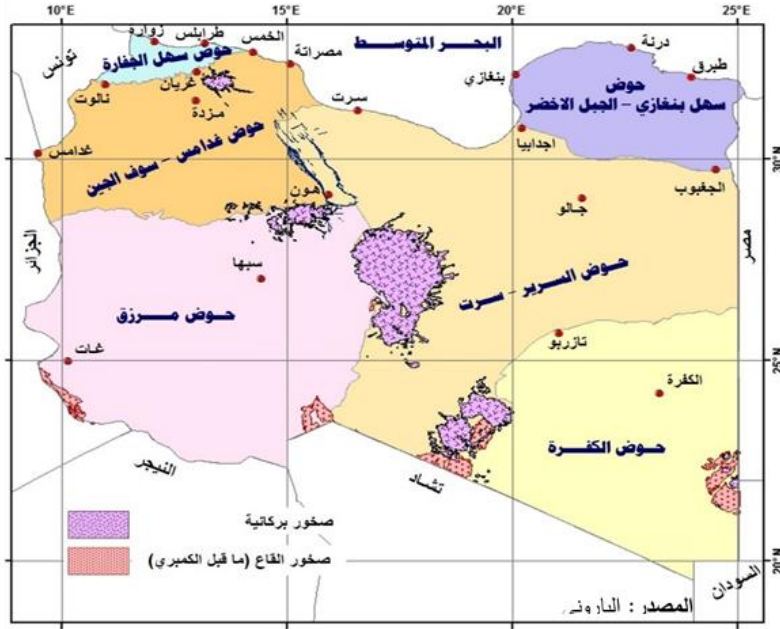 10°E
15°E
20°E
25°E
البحر المتوسط
زوارة
طرابلس
الخمس
مصراتة
حوض سهل الجفارة
تونس
نالوت
غريان
مزدة
سرت
بنغازي
درنة
طبرق
حوض
سهل بنغازي - الجبل الاخضر
اجدابيا
الجغبوب
غدامس
حوض غدامس - سوف الجين
30°N
هون
جالو
الجزائر
مصر
سبها
حوض السرير - سرت
حوض مرزق
غات
تازربو
25°N
الكفرة
حوض الكفرة
النيجر
تشاد
صخور بركانية
صخور القاع (ما قبل الكمبري)
20°N
السودان
المصدر : الباروني